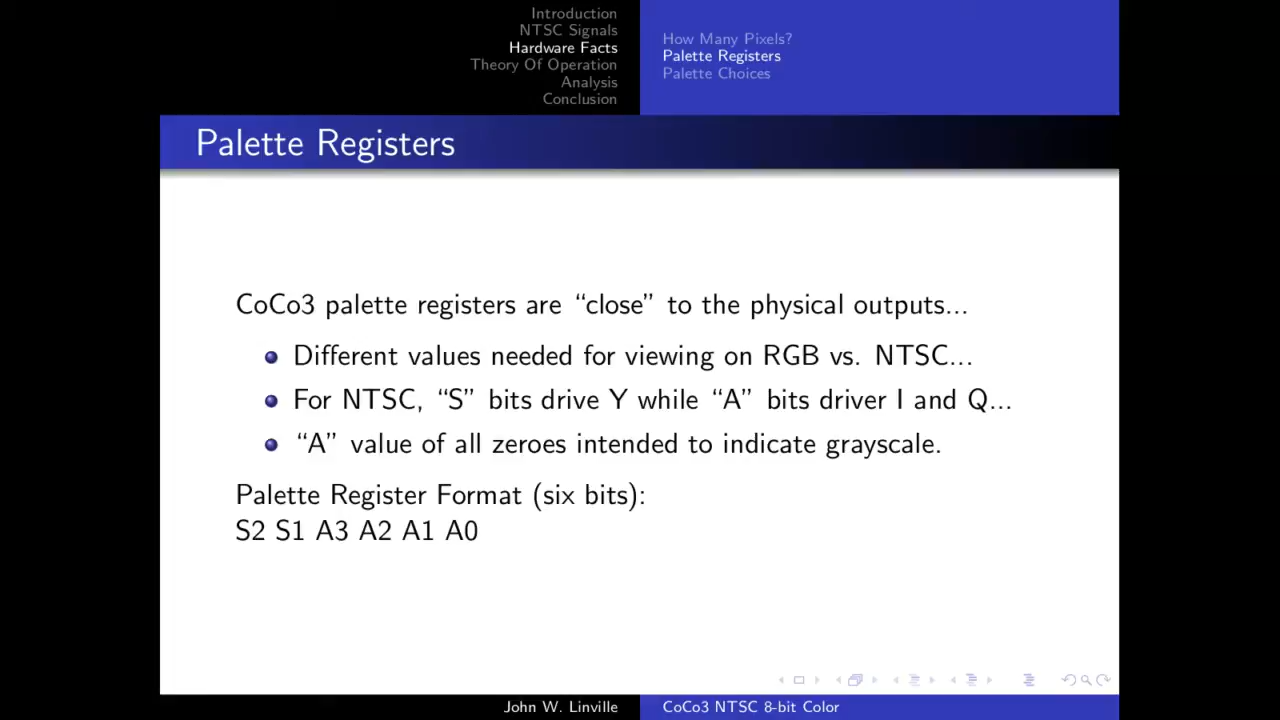 Introduction
NTSC Signals
Hardware Facts
Theory Of Operation
Analysis
Conclusion
How Many Pixels?
Palette Registers
Palette Choices
Palette Registers
CoCo3 palette registers are “close” to the physical outputs...
Different values needed for viewing on RGB vs. NTSC...
For NTSC, “S” bits drive Y while “A” bits driver I and Q...
“A” value of all zeroes intended to indicate grayscale.
Palette Register Format (six bits):
S2 S1 A3 A2 A1 A0
John W. Linville
CoCo3 NTSC 8-bit Color